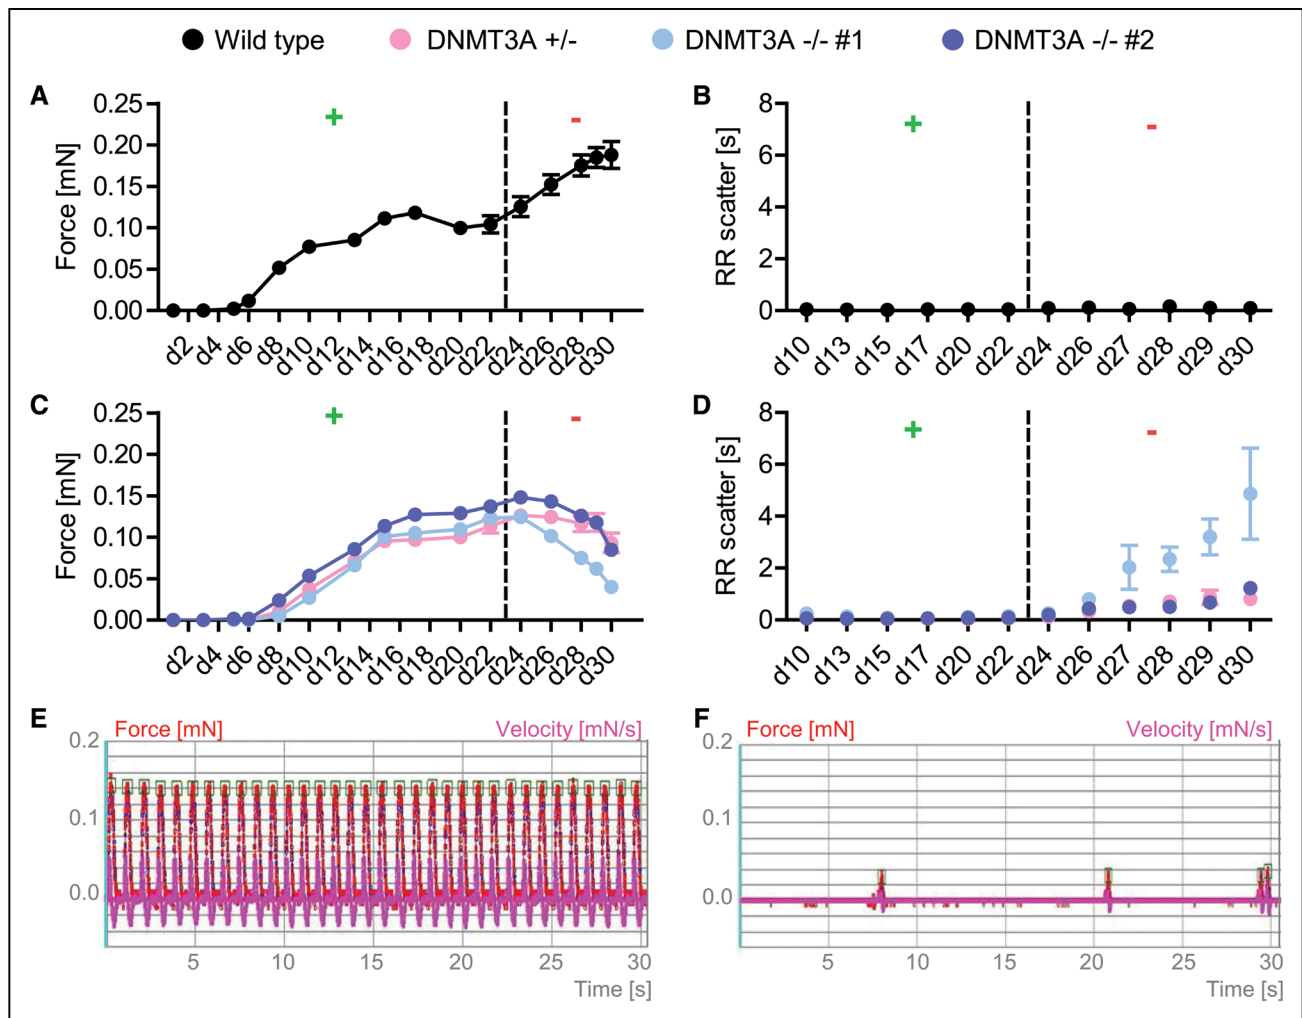 Wild type DNMT3A +/- DNMT3A -/- #1 DNMT3A -/- #2
A
+ -
Force [mN]
0.25
0.20
0.15
0.10
0.05
0.00
d2 d4 d6 d8 d10 d12 d14 d16 d18 d20 d22 d24 d26 d28 d30
B
+ -
RR scatter [s]
8
6
4
2
0
d10 d13 d15 d17 d20 d22 d24 d26 d27 d28 d29 d30
C
+ -
Force [mN]
0.25
0.20
0.15
0.10
0.05
0.00
d2 d4 d6 d8 d10 d12 d14 d16 d18 d20 d22 d24 d26 d28 d30
D
+ -
RR scatter [s]
8
6
4
2
0
d10 d13 d15 d17 d20 d22 d24 d26 d27 d28 d29 d30
E
Force [mN] Velocity [mN/s]
0.2
0.1
0.0
5 10 15 20 25 30
Time [s]
F
Force [mN] Velocity [mN/s]
0.2
0.1
0.0
5 10 15 20 25 30
Time [s]